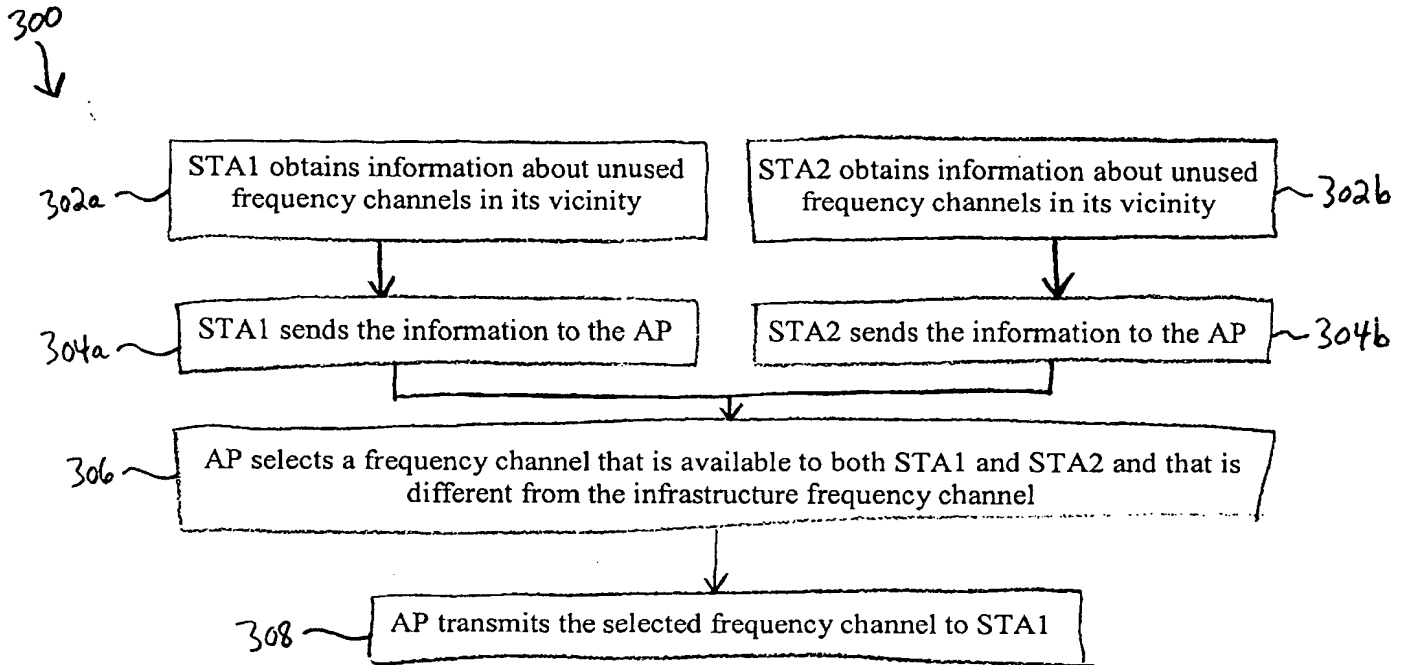 300
STA1 obtains information about unused
frequency channels in its vicinity
302a
STA2 obtains information about unused
frequency channels in its vicinity
302b
STA1 sends the information to the AP
304a
STA2 sends the information to the AP
304b
AP selects a frequency channel that is available to both STA1 and STA2 and that is
different from the infrastructure frequency channel
306
AP transmits the selected frequency channel to STA1
308